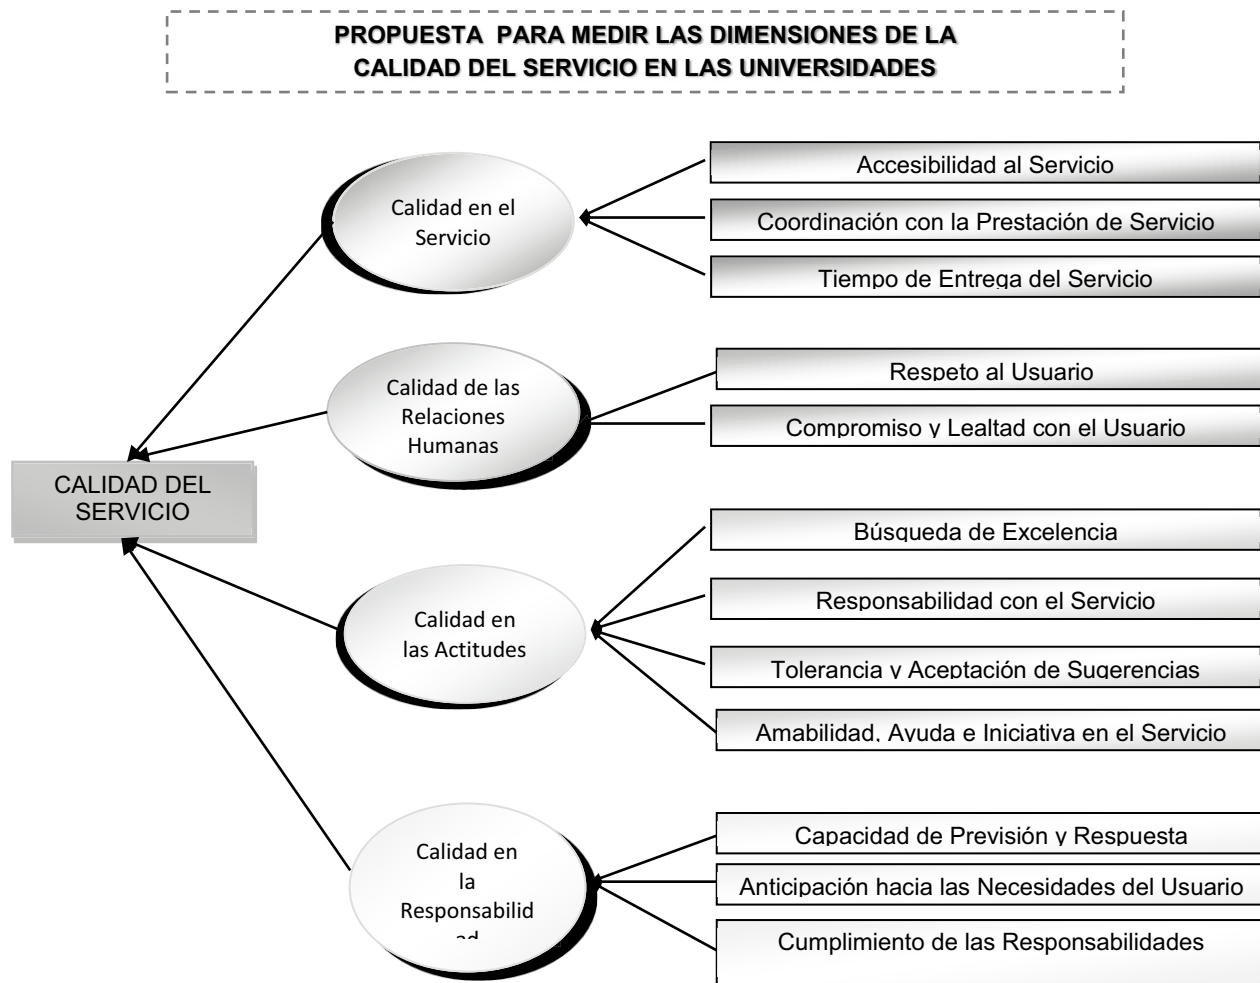 PROPUESTA PARA MEDIR LAS DIMENSIONES DE LA
CALIDAD DEL SERVICIO EN LAS UNIVERSIDADES
Calidad en el
Servicio
Accesibilidad al Servicio
Coordinación con la Prestación de Servicio
Tiempo de Entrega del Servicio
Calidad de las
Relaciones
Humanas
Respeto al Usuario
Compromiso y Lealtad con el Usuario
CALIDAD DEL
SERVICIO
Calidad en
las Actitudes
Búsqueda de Excelencia
Responsabilidad con el Servicio
Tolerancia y Aceptación de Sugerencias
Amabilidad, Ayuda e Iniciativa en el Servicio
Calidad en
la
Responsabilid
ad
Capacidad de Previsión y Respuesta
Anticipación hacia las Necesidades del Usuario
Cumplimiento de las Responsabilidades